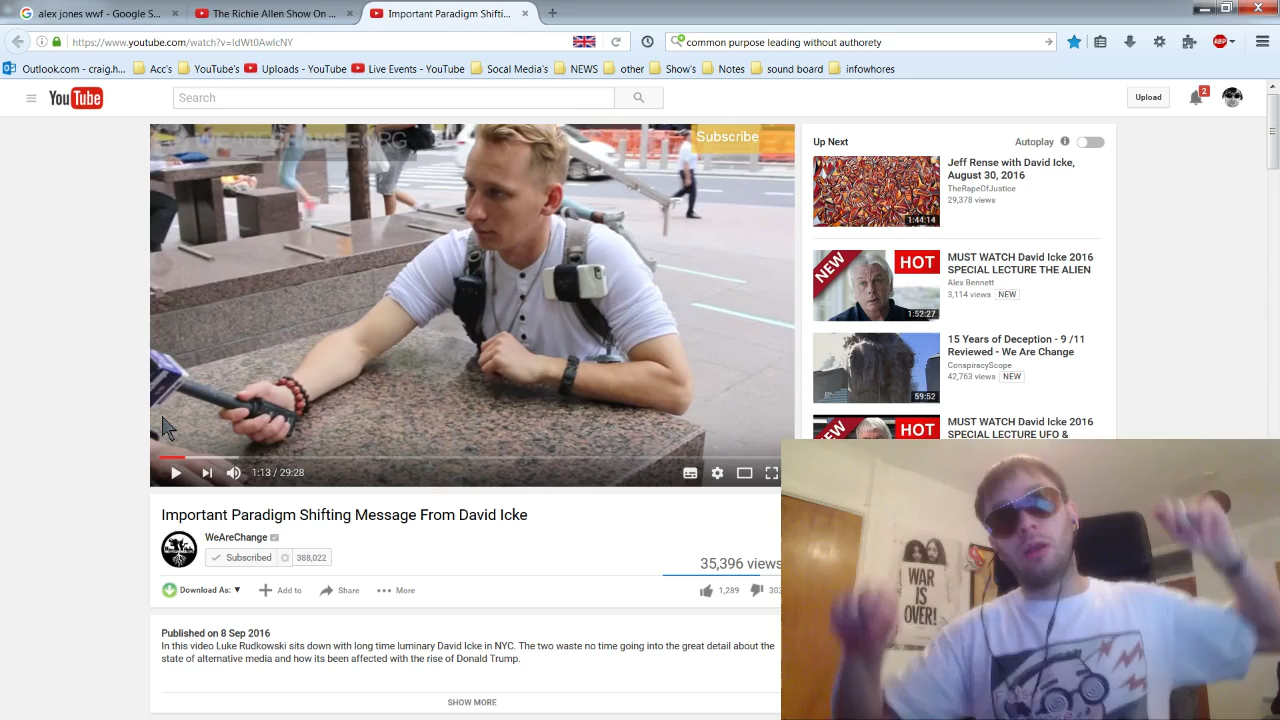 alex jones wwf - Google S...
The Richie Allen Show On ...
Important Paradigm Shifti...
https://www.youtube.com/watch?v=ldWt0AwIcNY
common purpose leading without authorety
ABP
Outlook.com - craig.h...
Acc's
YouTube's
Uploads - YouTube
Live Events - YouTube
Socal Media's
NEWS
other
Show's
Notes
sound board
infowhores
YouTube
Search
Upload
2
WEARECHANGE.ORG
Subscribe
1:13 / 29:28
Up Next
Autoplay
Jeff Rense with David Icke,
August 30, 2016
TheRapeOfJustice
29,378 views
1:44:14
NEW
HOT
MUST WATCH David Icke 2016
SPECIAL LECTURE THE ALIEN
Alex Bennett
3,114 views NEW
1:52:27
15 Years of Deception - 9 /11
Reviewed - We Are Change
ConspiracyScope
42,763 views NEW
59:52
NEW
HOT
MUST WATCH David Icke 2016
SPECIAL LECTURE UFO &
Important Paradigm Shifting Message From David Icke
WeAreChange
Subscribed 388,022
35,396 views
Download As: ▼
Add to
Share
More
1,289
303
Published on 8 Sep 2016
In this video Luke Rudkowski sits down with long time luminary David Icke in NYC. The two waste no time going into the great detail about the
state of alternative media and how its been affected with the rise of Donald Trump.
SHOW MORE
WAR
IS
OVER!